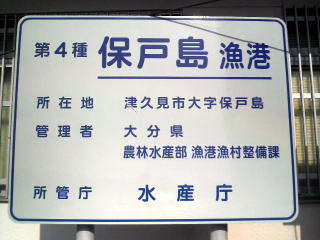 第4種 保戸島 漁港
所在地 津久見市大字保戸島
管理者 大分県
農林水産部 漁港漁村整備課
所管庁 水産庁